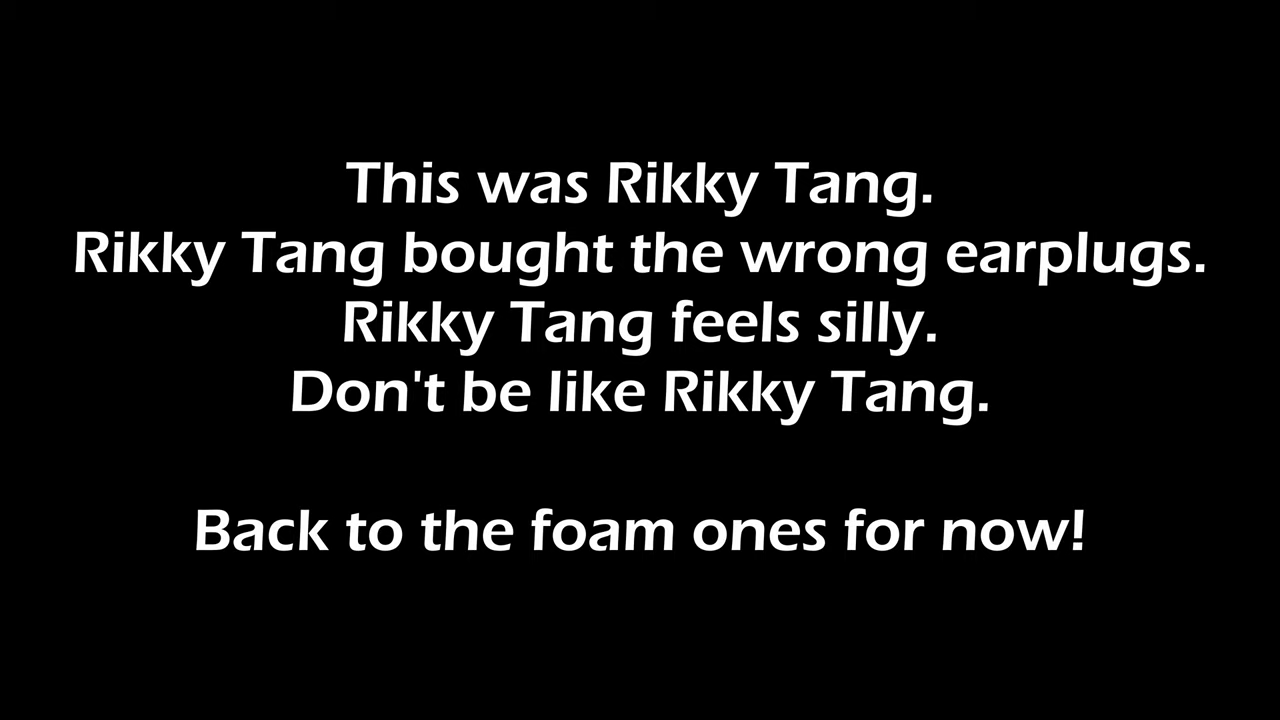 This was Rikky Tang.
Rikky Tang bought the wrong earplugs.
Rikky Tang feels silly.
Don't be like Rikky Tang.
Back to the foam ones for now!